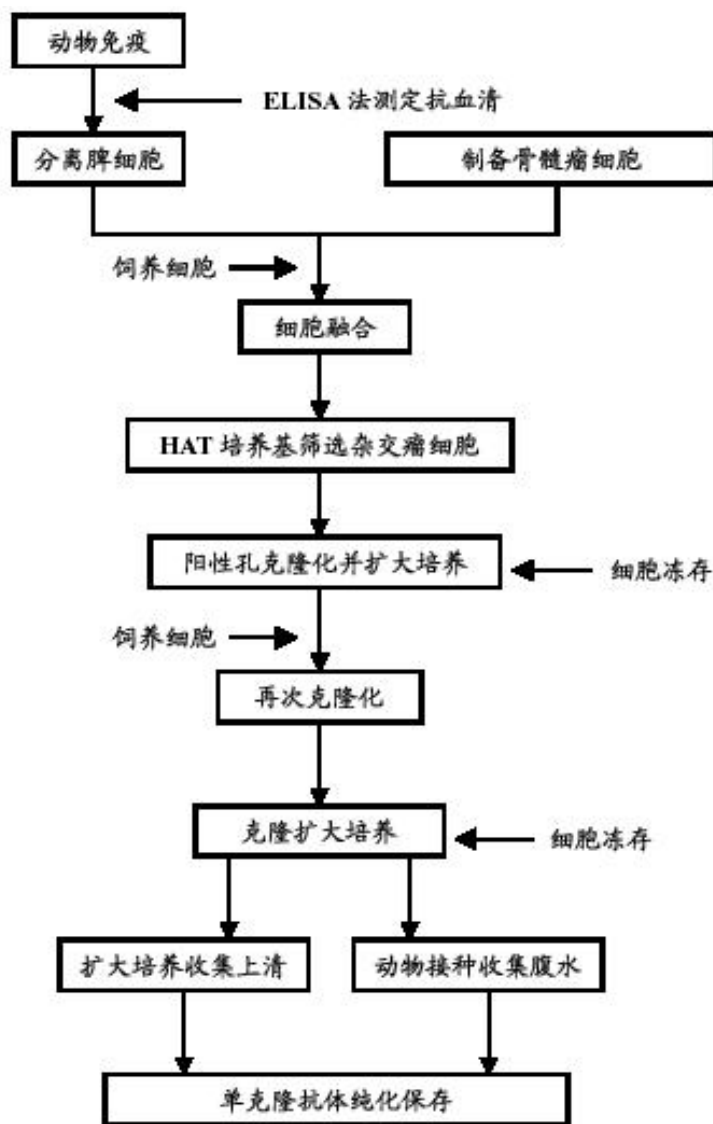 动物免疫
ELISA 法测定抗血清
分离脾细胞
制备骨髓瘤细胞
饲养细胞
细胞融合
HAT 培养基筛选杂交瘤细胞
阳性孔克隆化并扩大培养
细胞冻存
饲养细胞
再次克隆化
克隆扩大培养
细胞冻存
扩大培养收集上清
动物接种收集腹水
单克隆抗体纯化保存